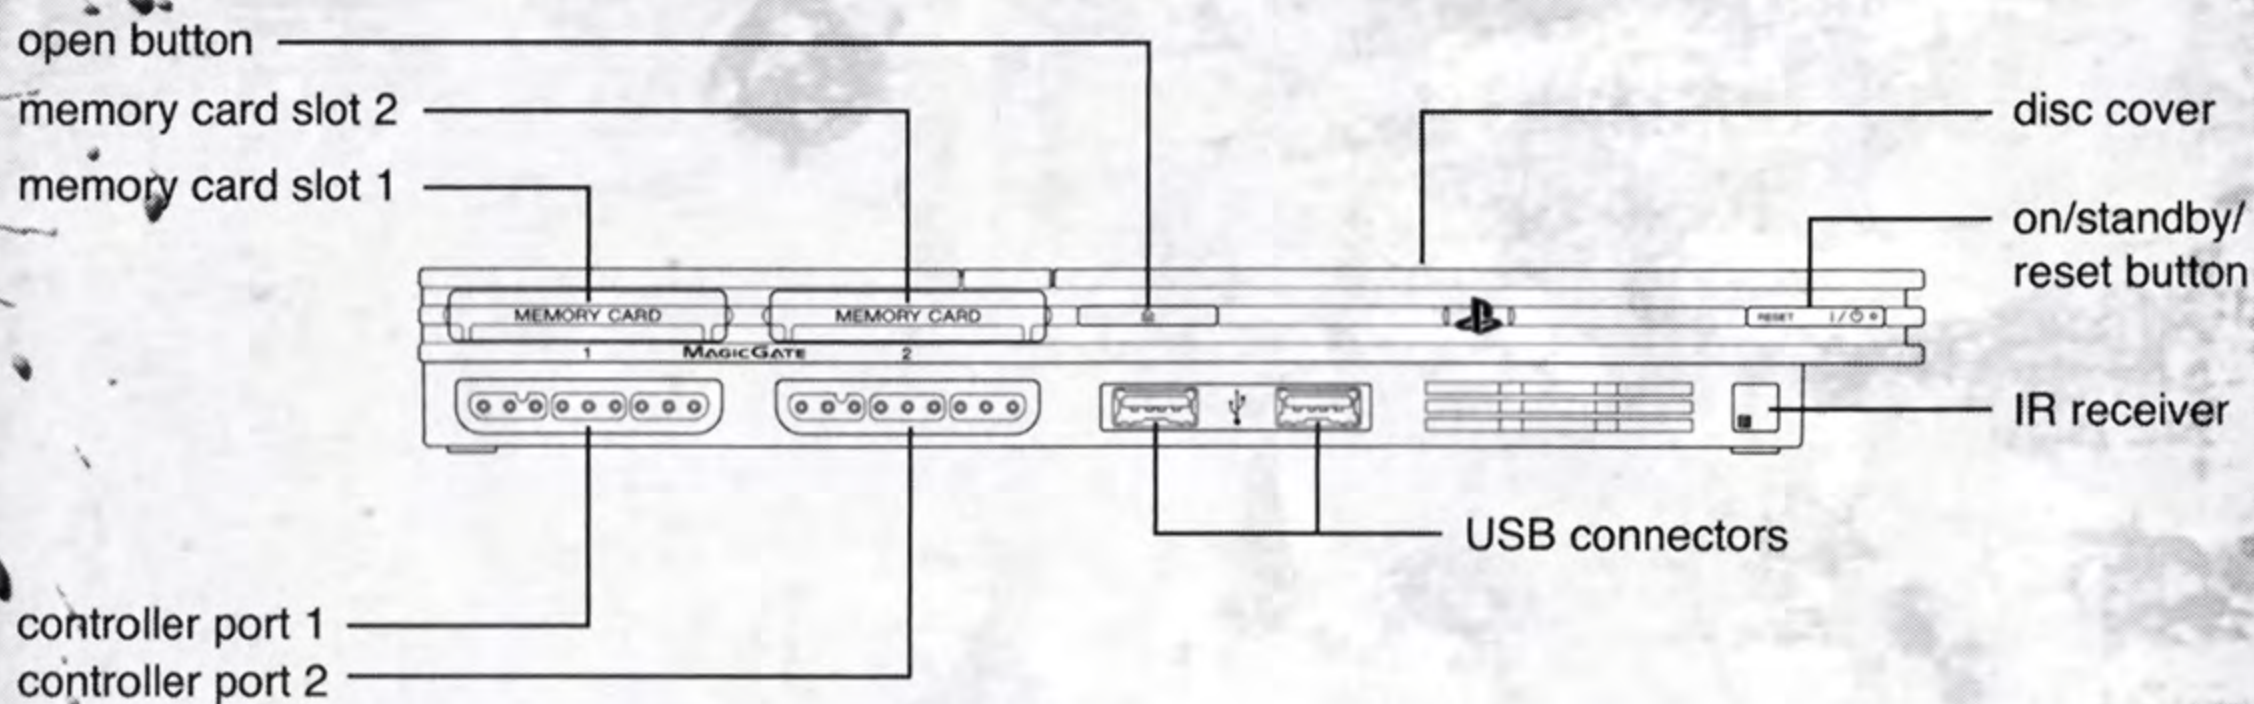 open button
memory card slot 2
memory card slot 1
disc cover
on/standby/
reset button
MEMORY CARD
MEMORY CARD
RESET
1
MAGICGATE
2
IR receiver
USB connectors
controller port 1
controller port 2